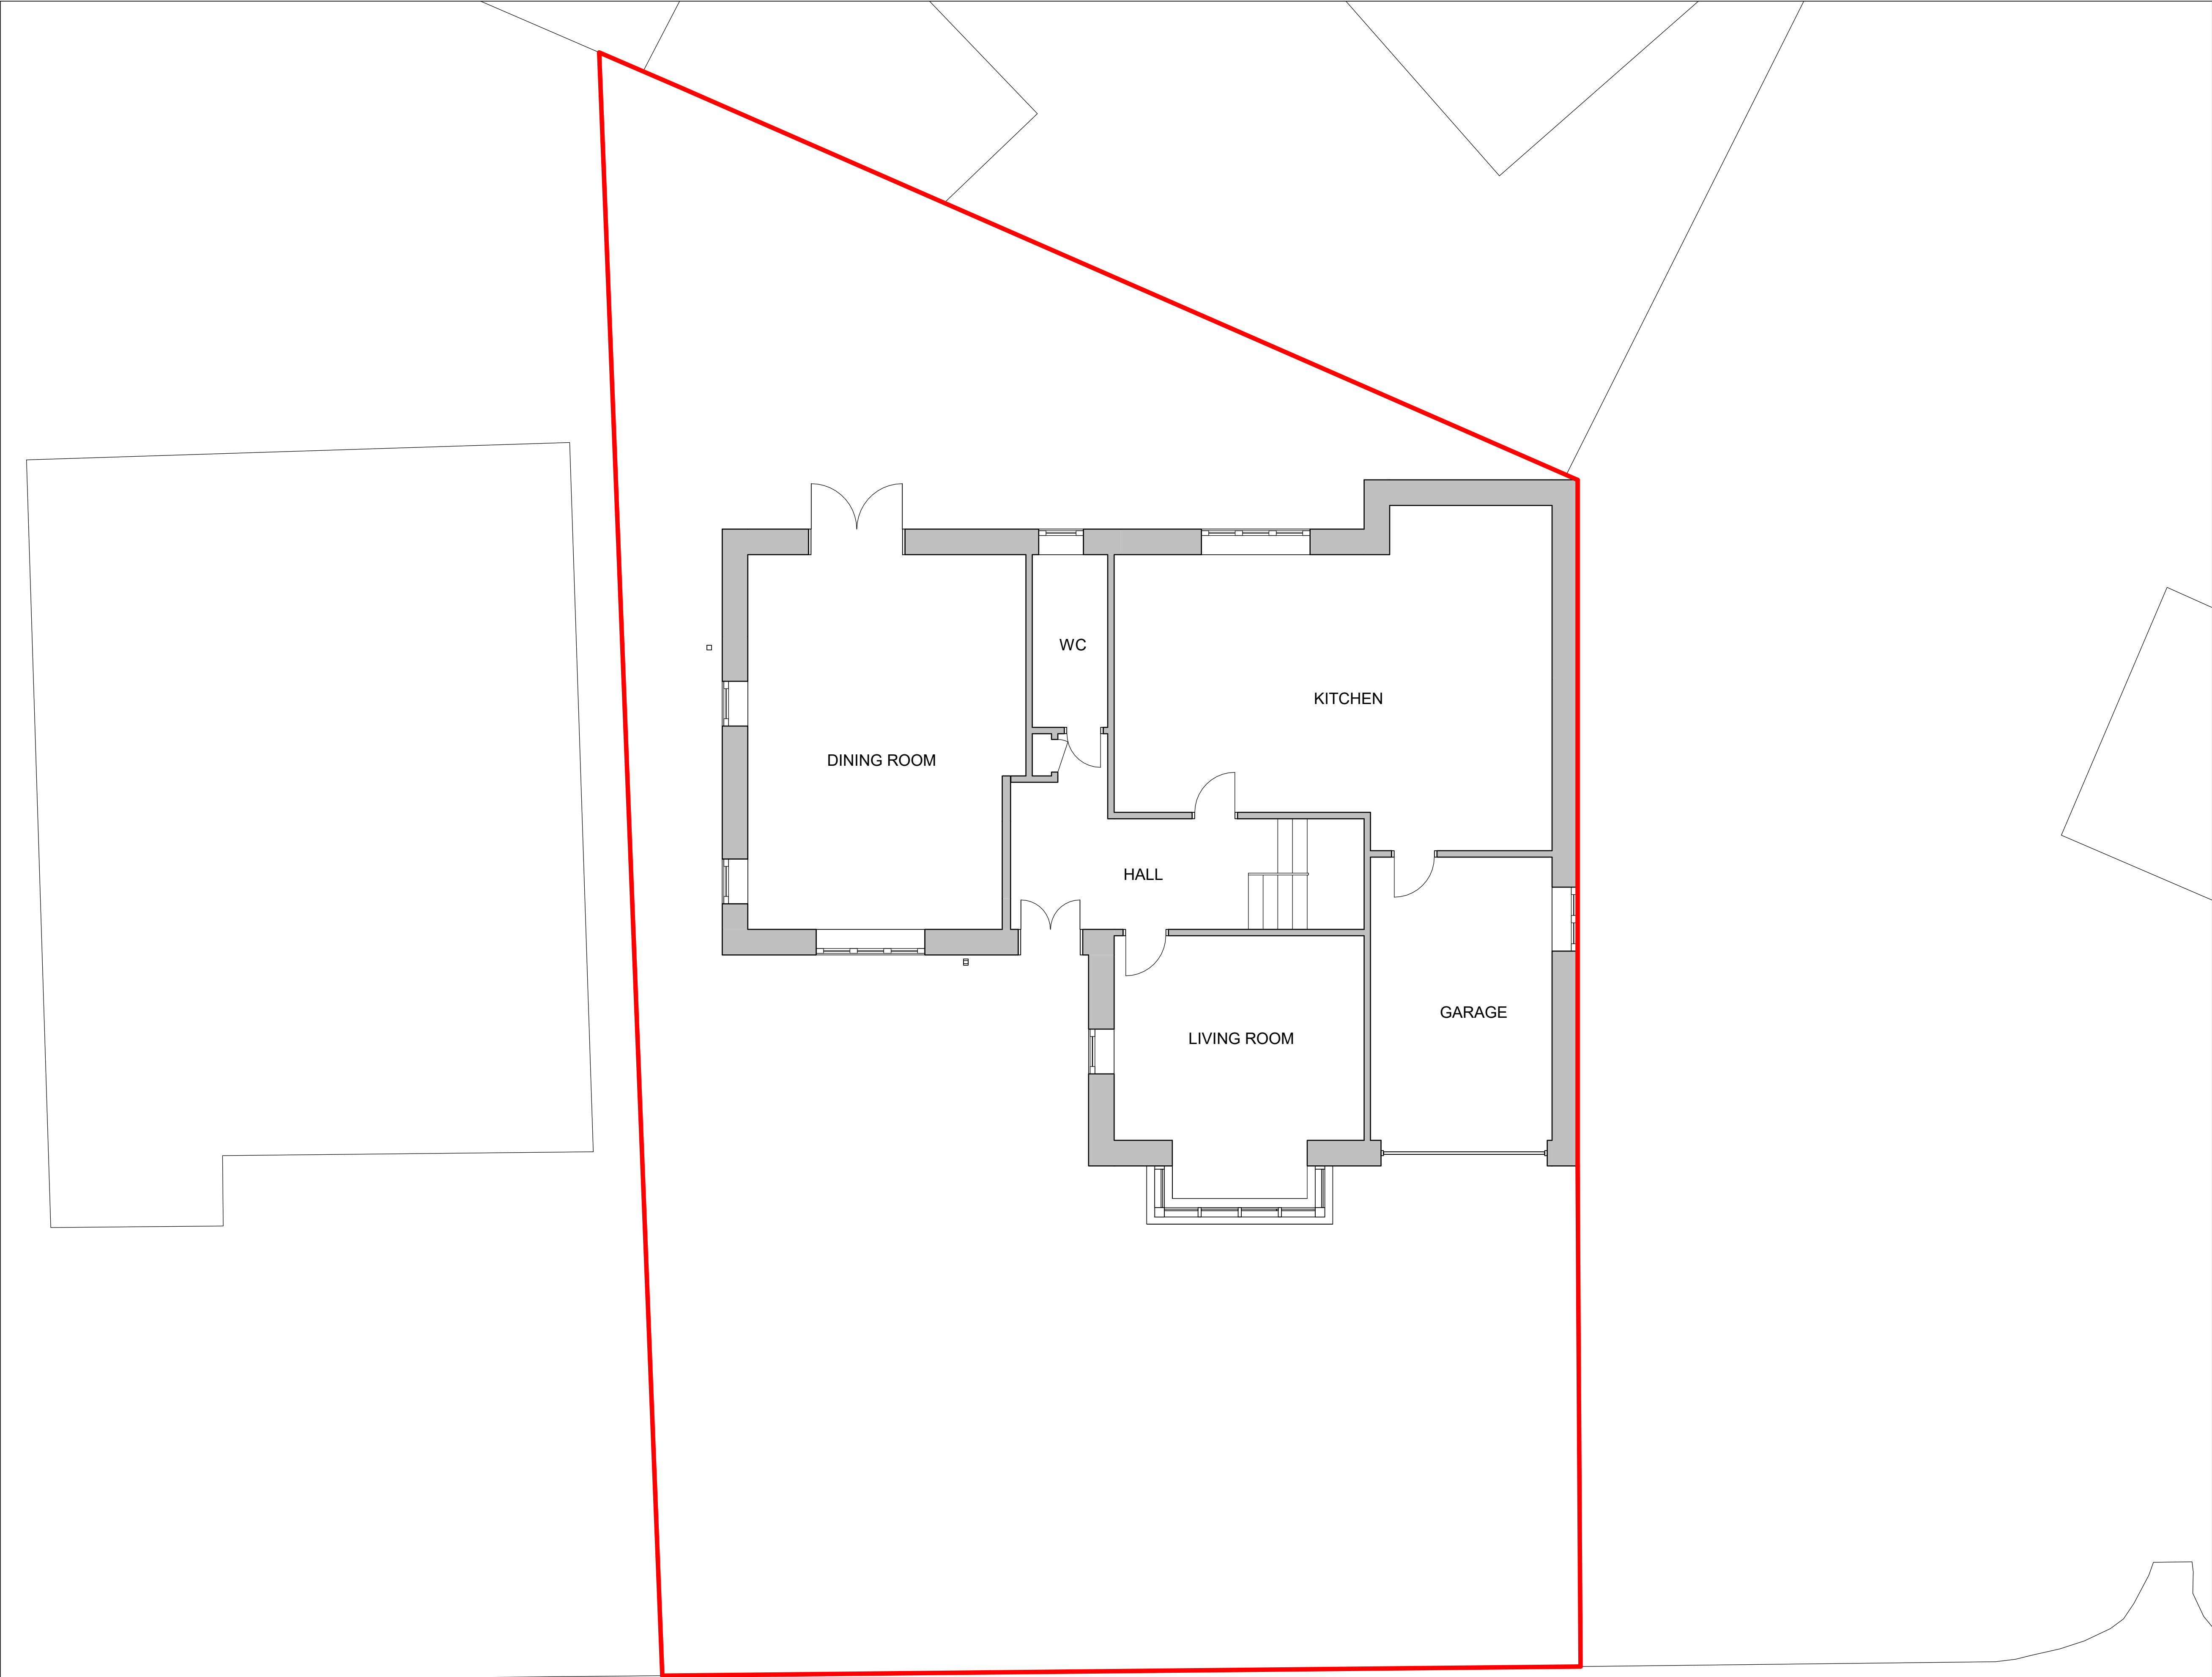 WC
KITCHEN
DINING ROOM
HALL
GARAGE
LIVING ROOM